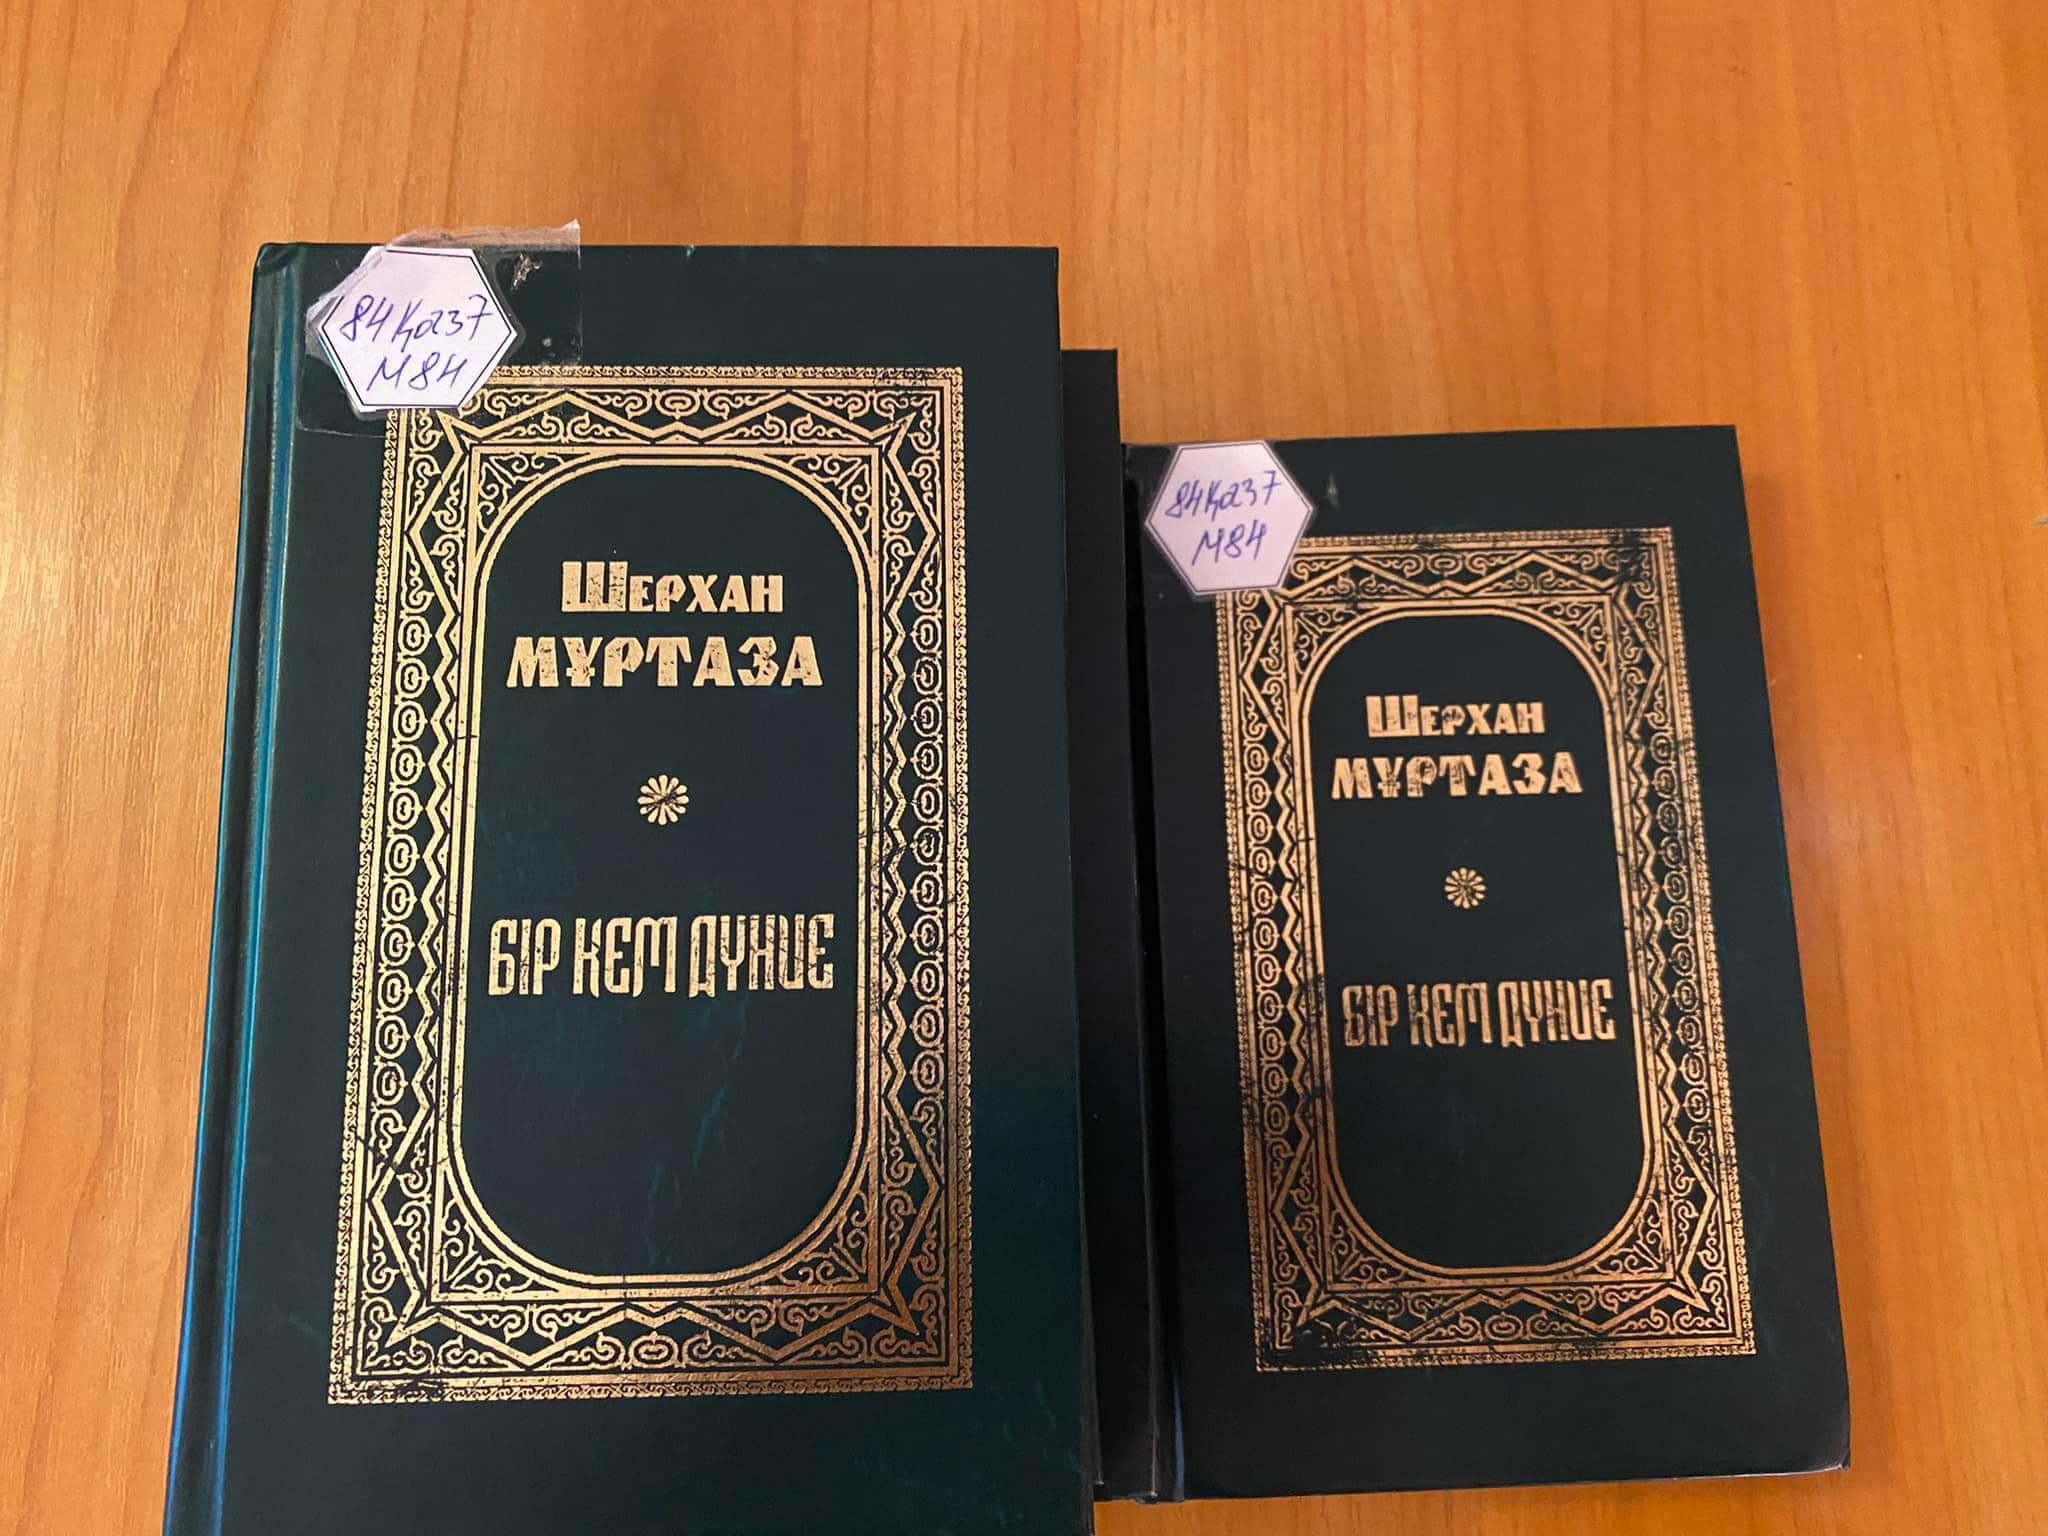 84Қаз7
М84
Шерхан
МҰРТАЗА
БІР КЕМ ДҮНИЕ
84Қаз7
М84
Шерхан
МҰРТАЗА
БІР КЕМ ДҮНИЕ